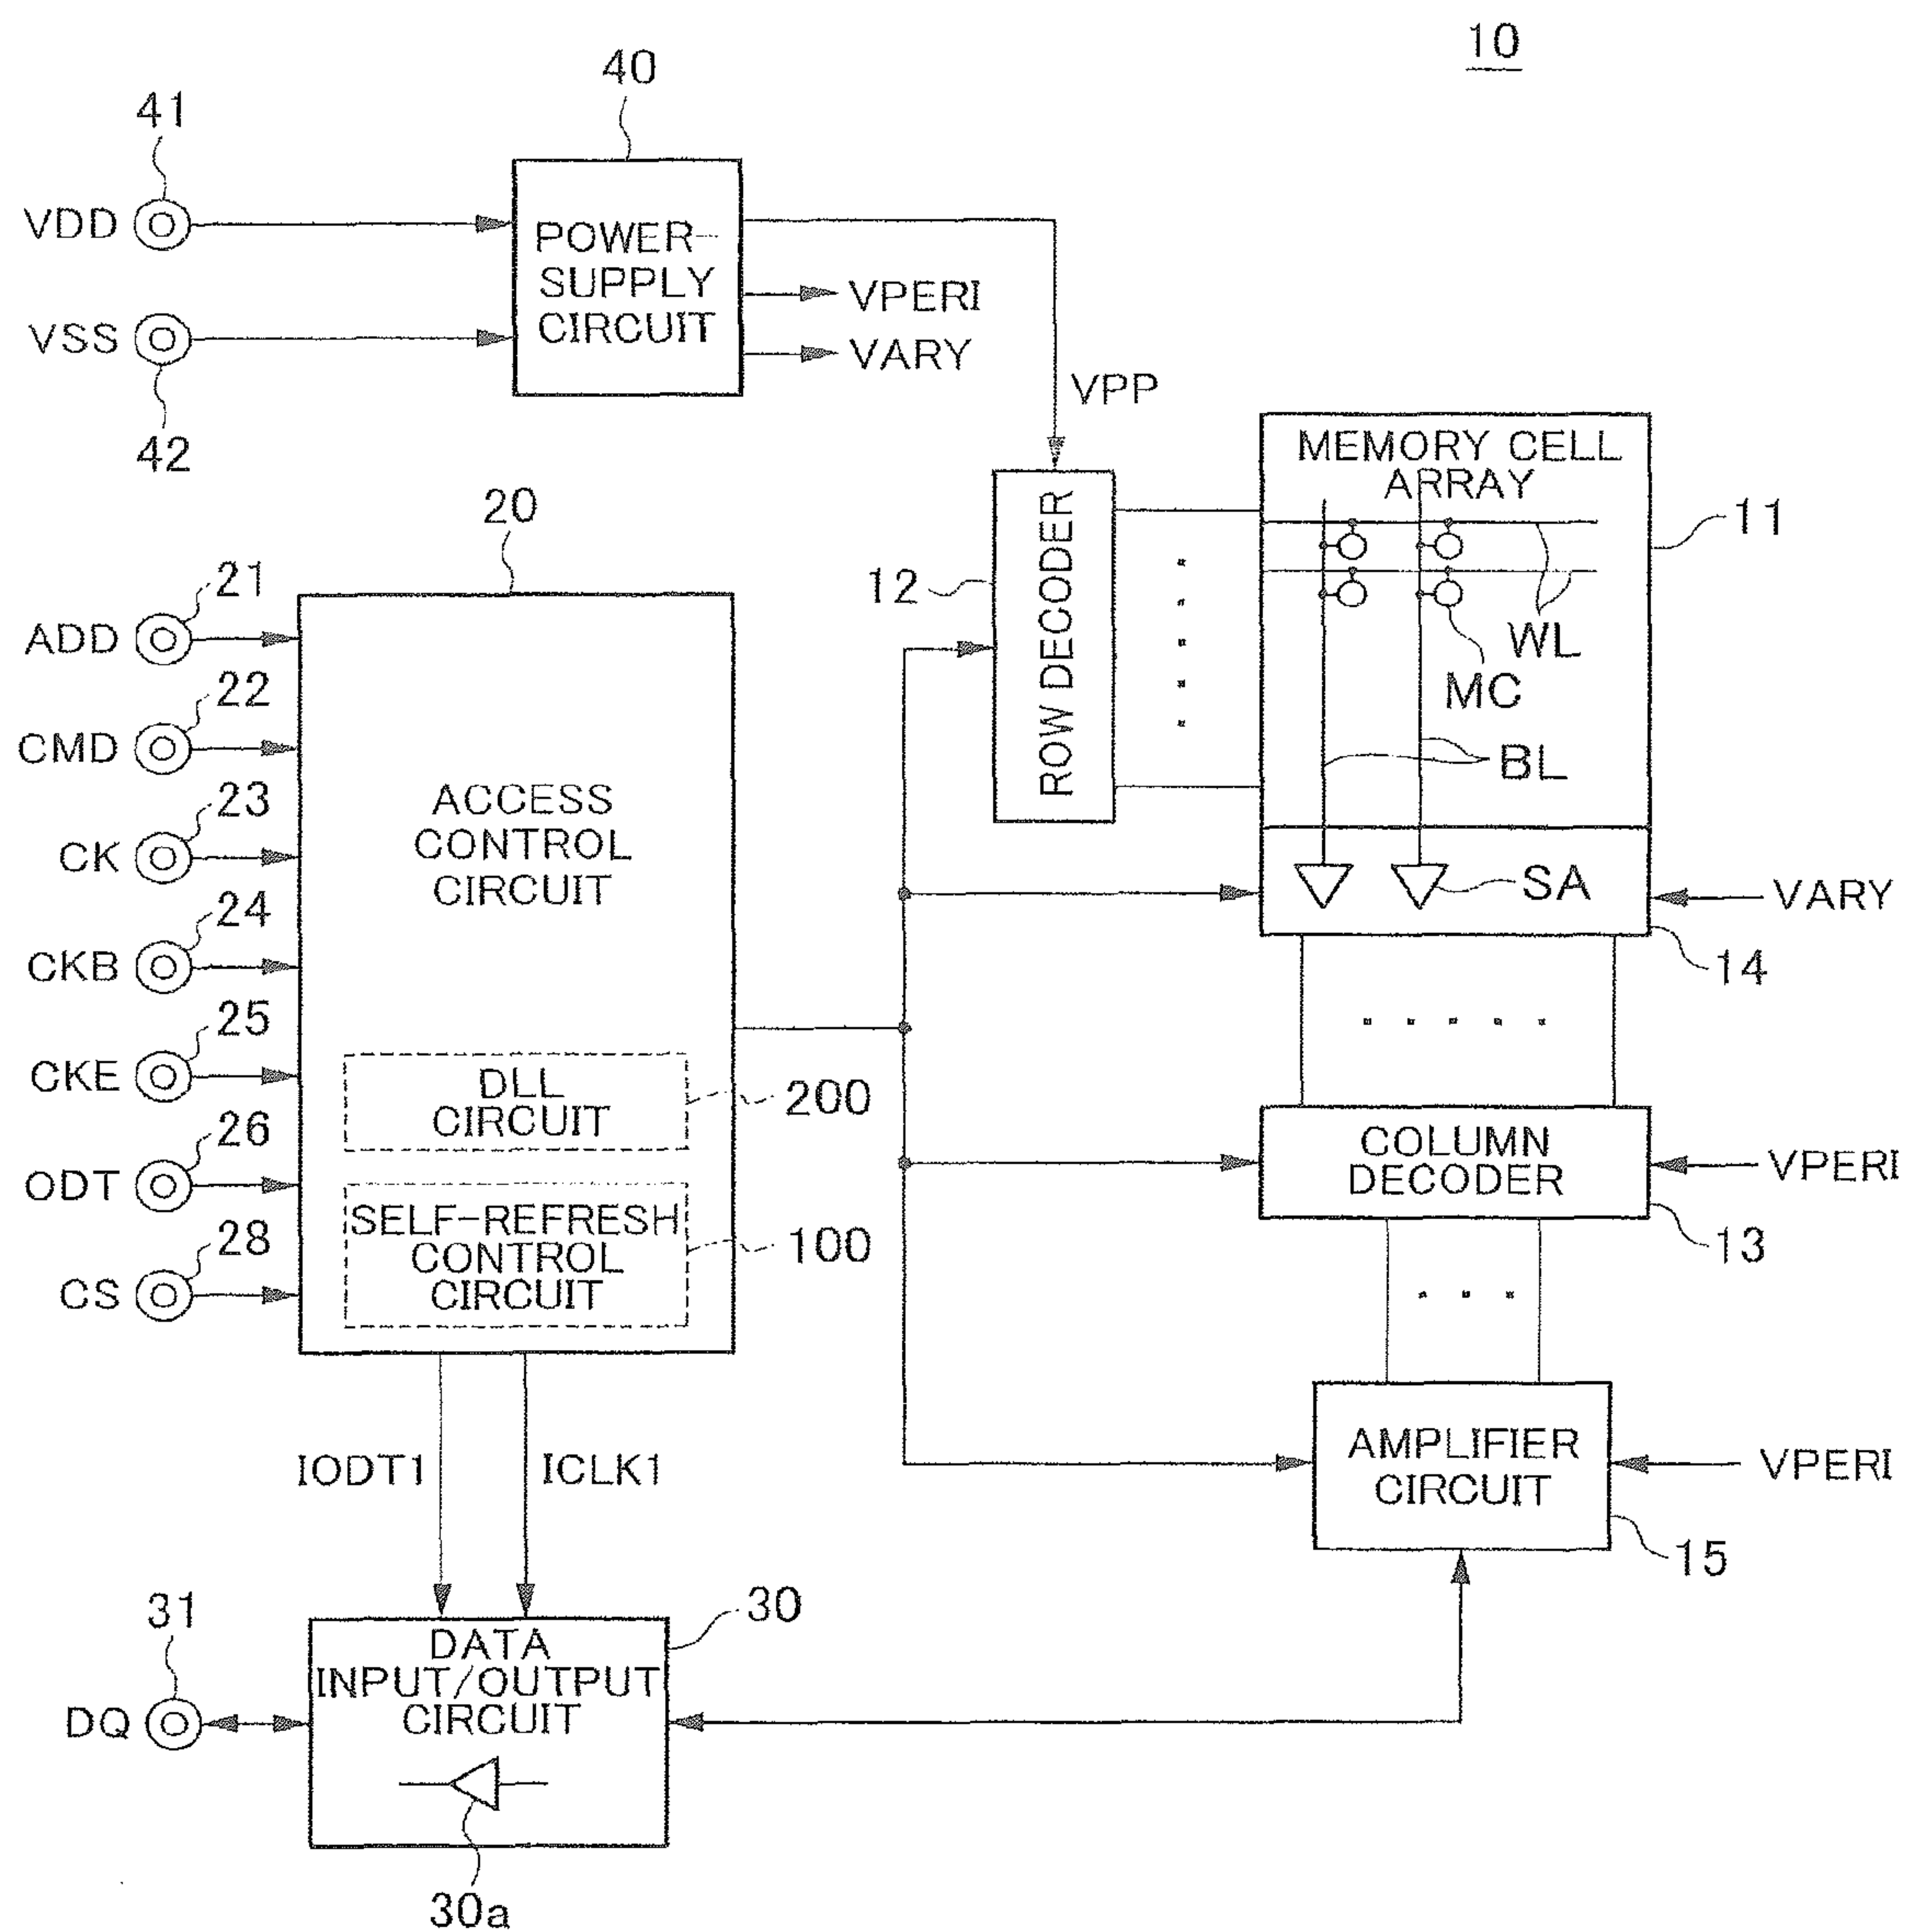 10
40
41
VDD
POWER-
SUPPLY
CIRCUIT
VPERI
VARY
VSS
42
VPP
MEMORY CELL
ARRAY
11
12
ROW DECODER
WL
MC
BL
SA
VARY
14
20
21
ADD
22
CMD
23
CK
24
CKB
25
CKE
26
ODT
28
CS
ACCESS
CONTROL
CIRCUIT
DLL
CIRCUIT
200
SELF-REFRESH
CONTROL
CIRCUIT
100
COLUMN
DECODER
VPERI
13
AMPLIFIER
CIRCUIT
VPERI
15
IODT1
ICLK1
31
DQ
30
DATA
INPUT/OUTPUT
CIRCUIT
30a